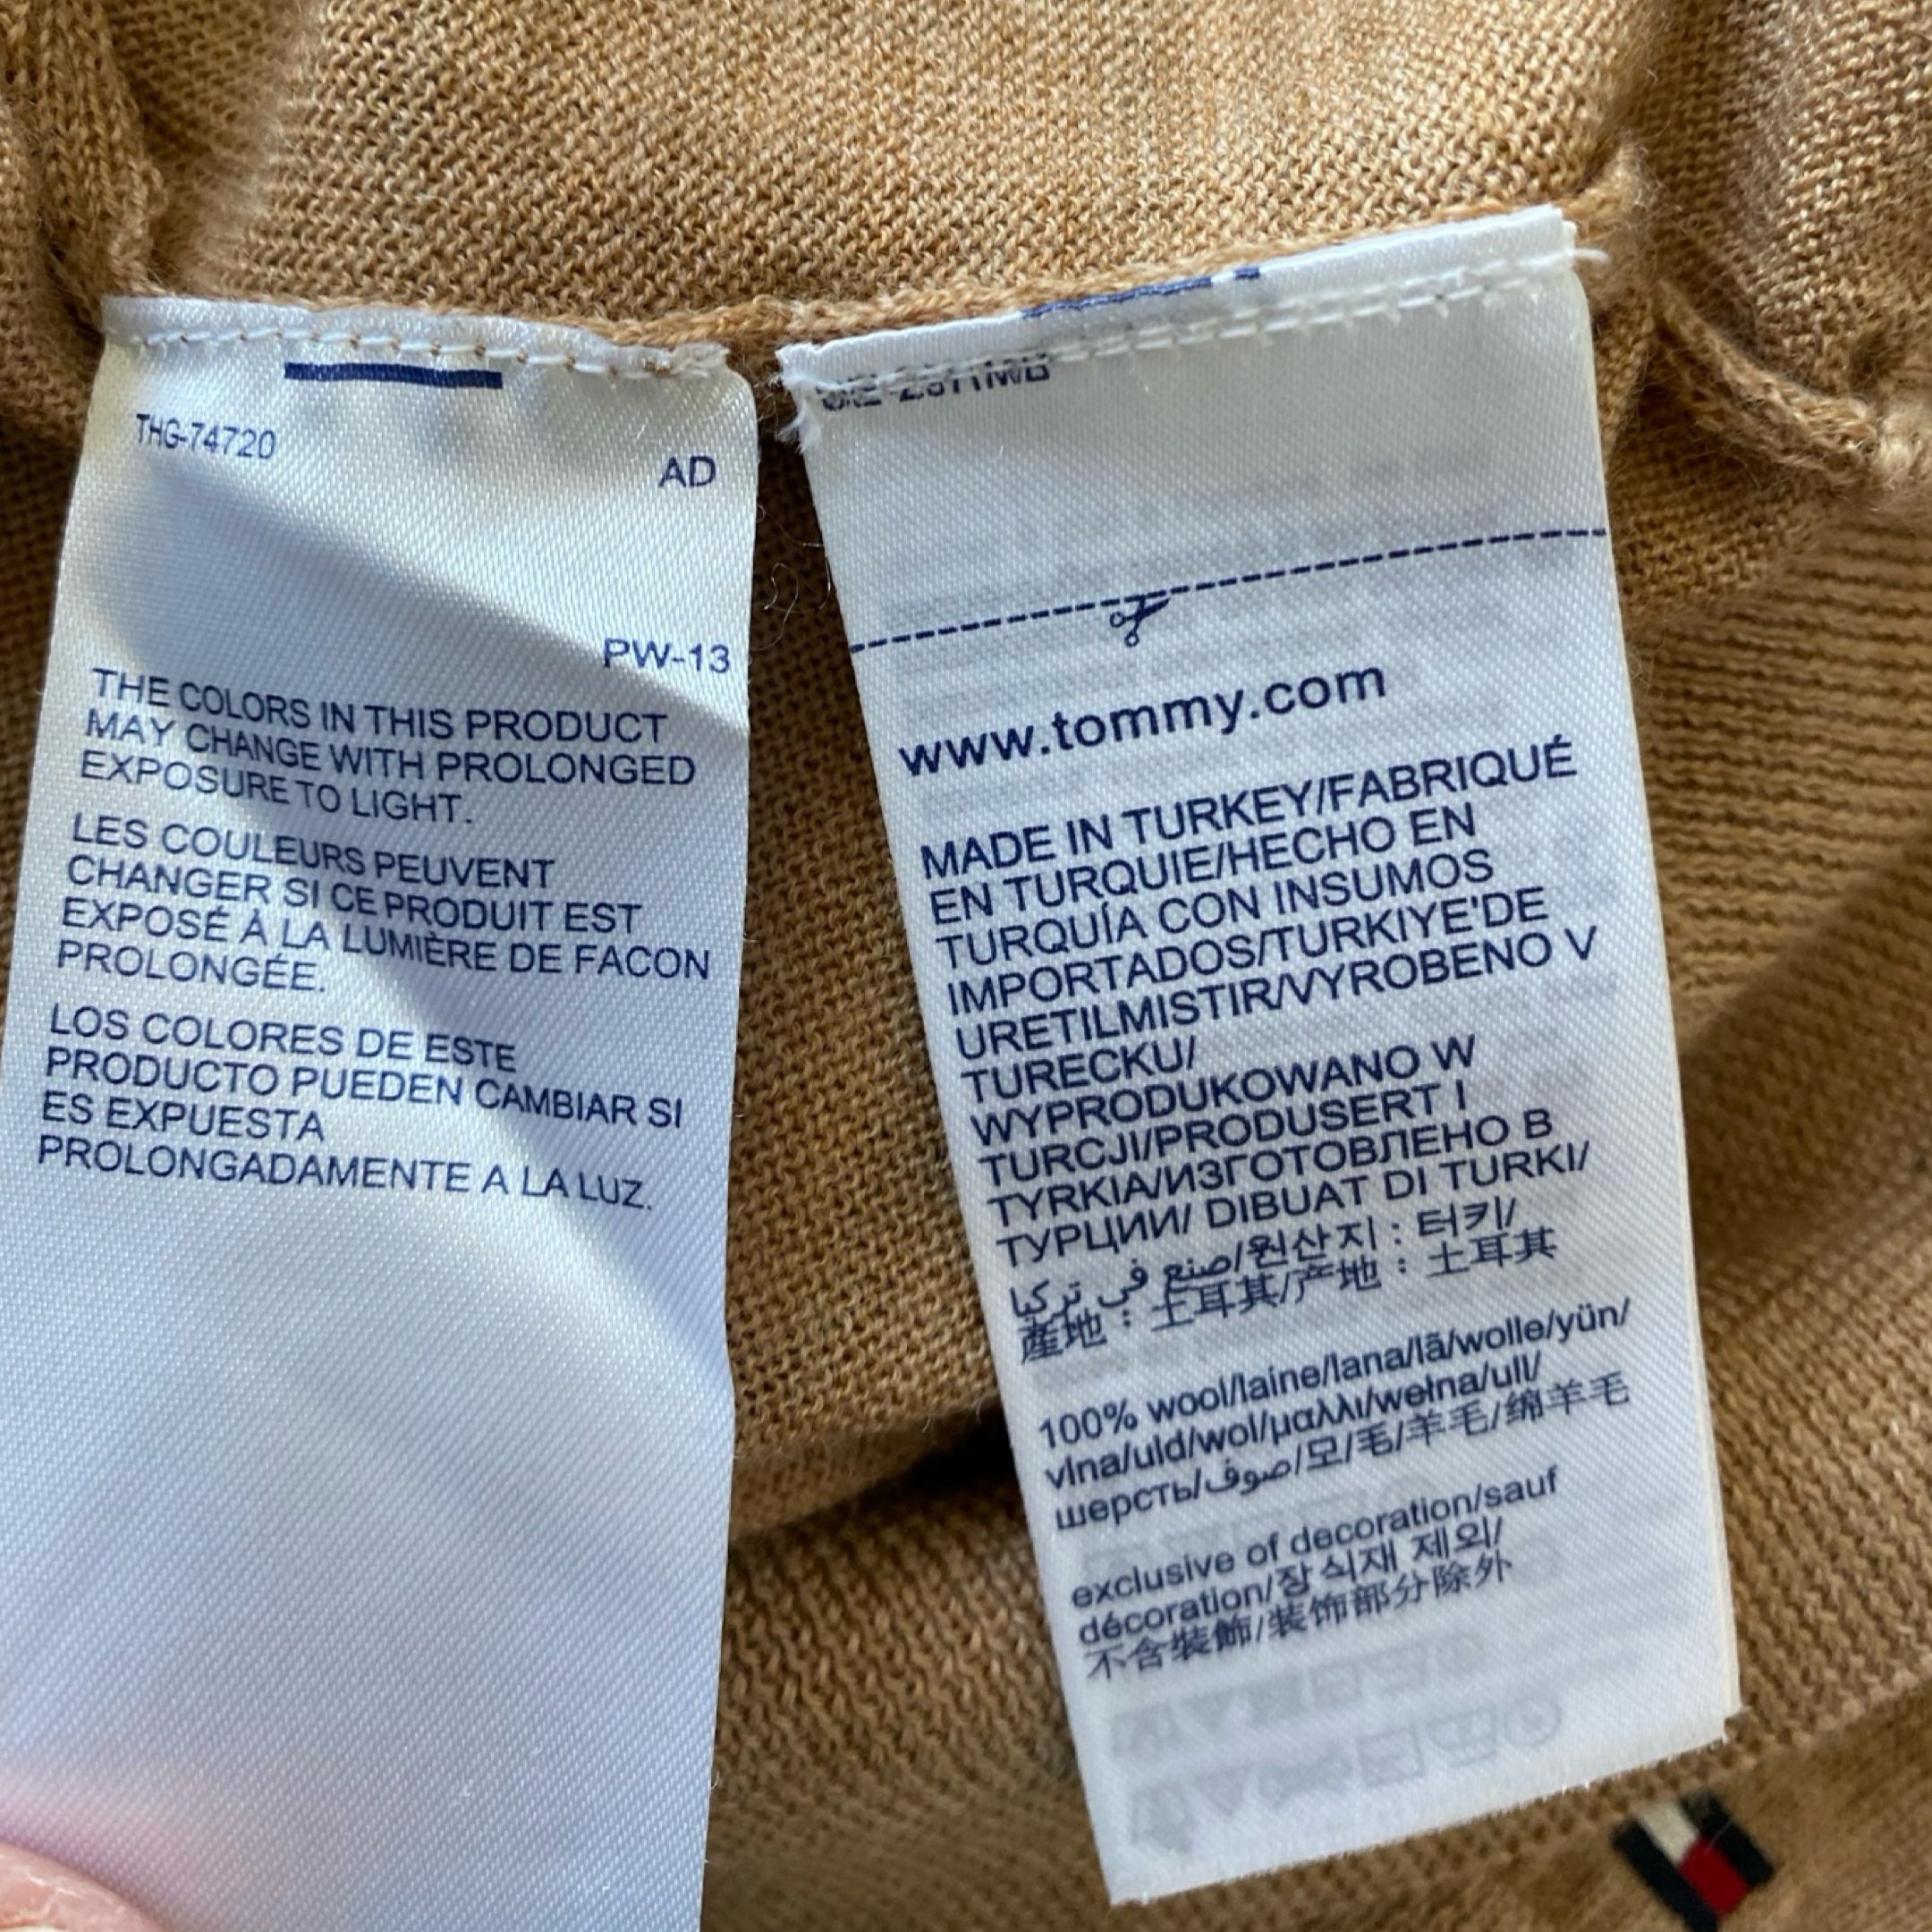 THG-74720
AD
PW-13
THE COLORS IN THIS PRODUCT
MAY CHANGE WITH PROLONGED
EXPOSURE TO LIGHT.
LES COULEURS PEUVENT
CHANGER SI CE PRODUIT EST
EXPOSÉ À LA LUMIÈRE DE FACON
PROLONGÉE.
LOS COLORES DE ESTE
PRODUCTO PUEDEN CAMBIAR SI
ES EXPUESTA
PROLONGADAMENTE A LA LUZ.
www.tommy.com
MADE IN TURKEY/FABRIQUÉ
EN TURQUIE/HECHO EN
TURQUÍA CON INSUMOS
IMPORTADOS/TURKIYE'DE
URETILMISTIR/VYROBENO V
TURECKU/
WYPRODUKOWANO W
TURCJI/PRODUSERT I
TYRKIA/ИЗГОТОВЛЕНО В
ТУРЦИИ/ DIBUAT DI TURKI/
صنع في تركيا/원산지 : 터키/
產地 : 土耳其/产地 : 土耳其
100% wool/laine/lana/lã/wolle/yün/
vlna/uld/wol/μαλλι/wełna/ull/
шерсть/صوف/모/毛/羊毛/绵羊毛
exclusive of decoration/sauf
décoration/장식재 제외/
不含裝飾/装饰部分除外